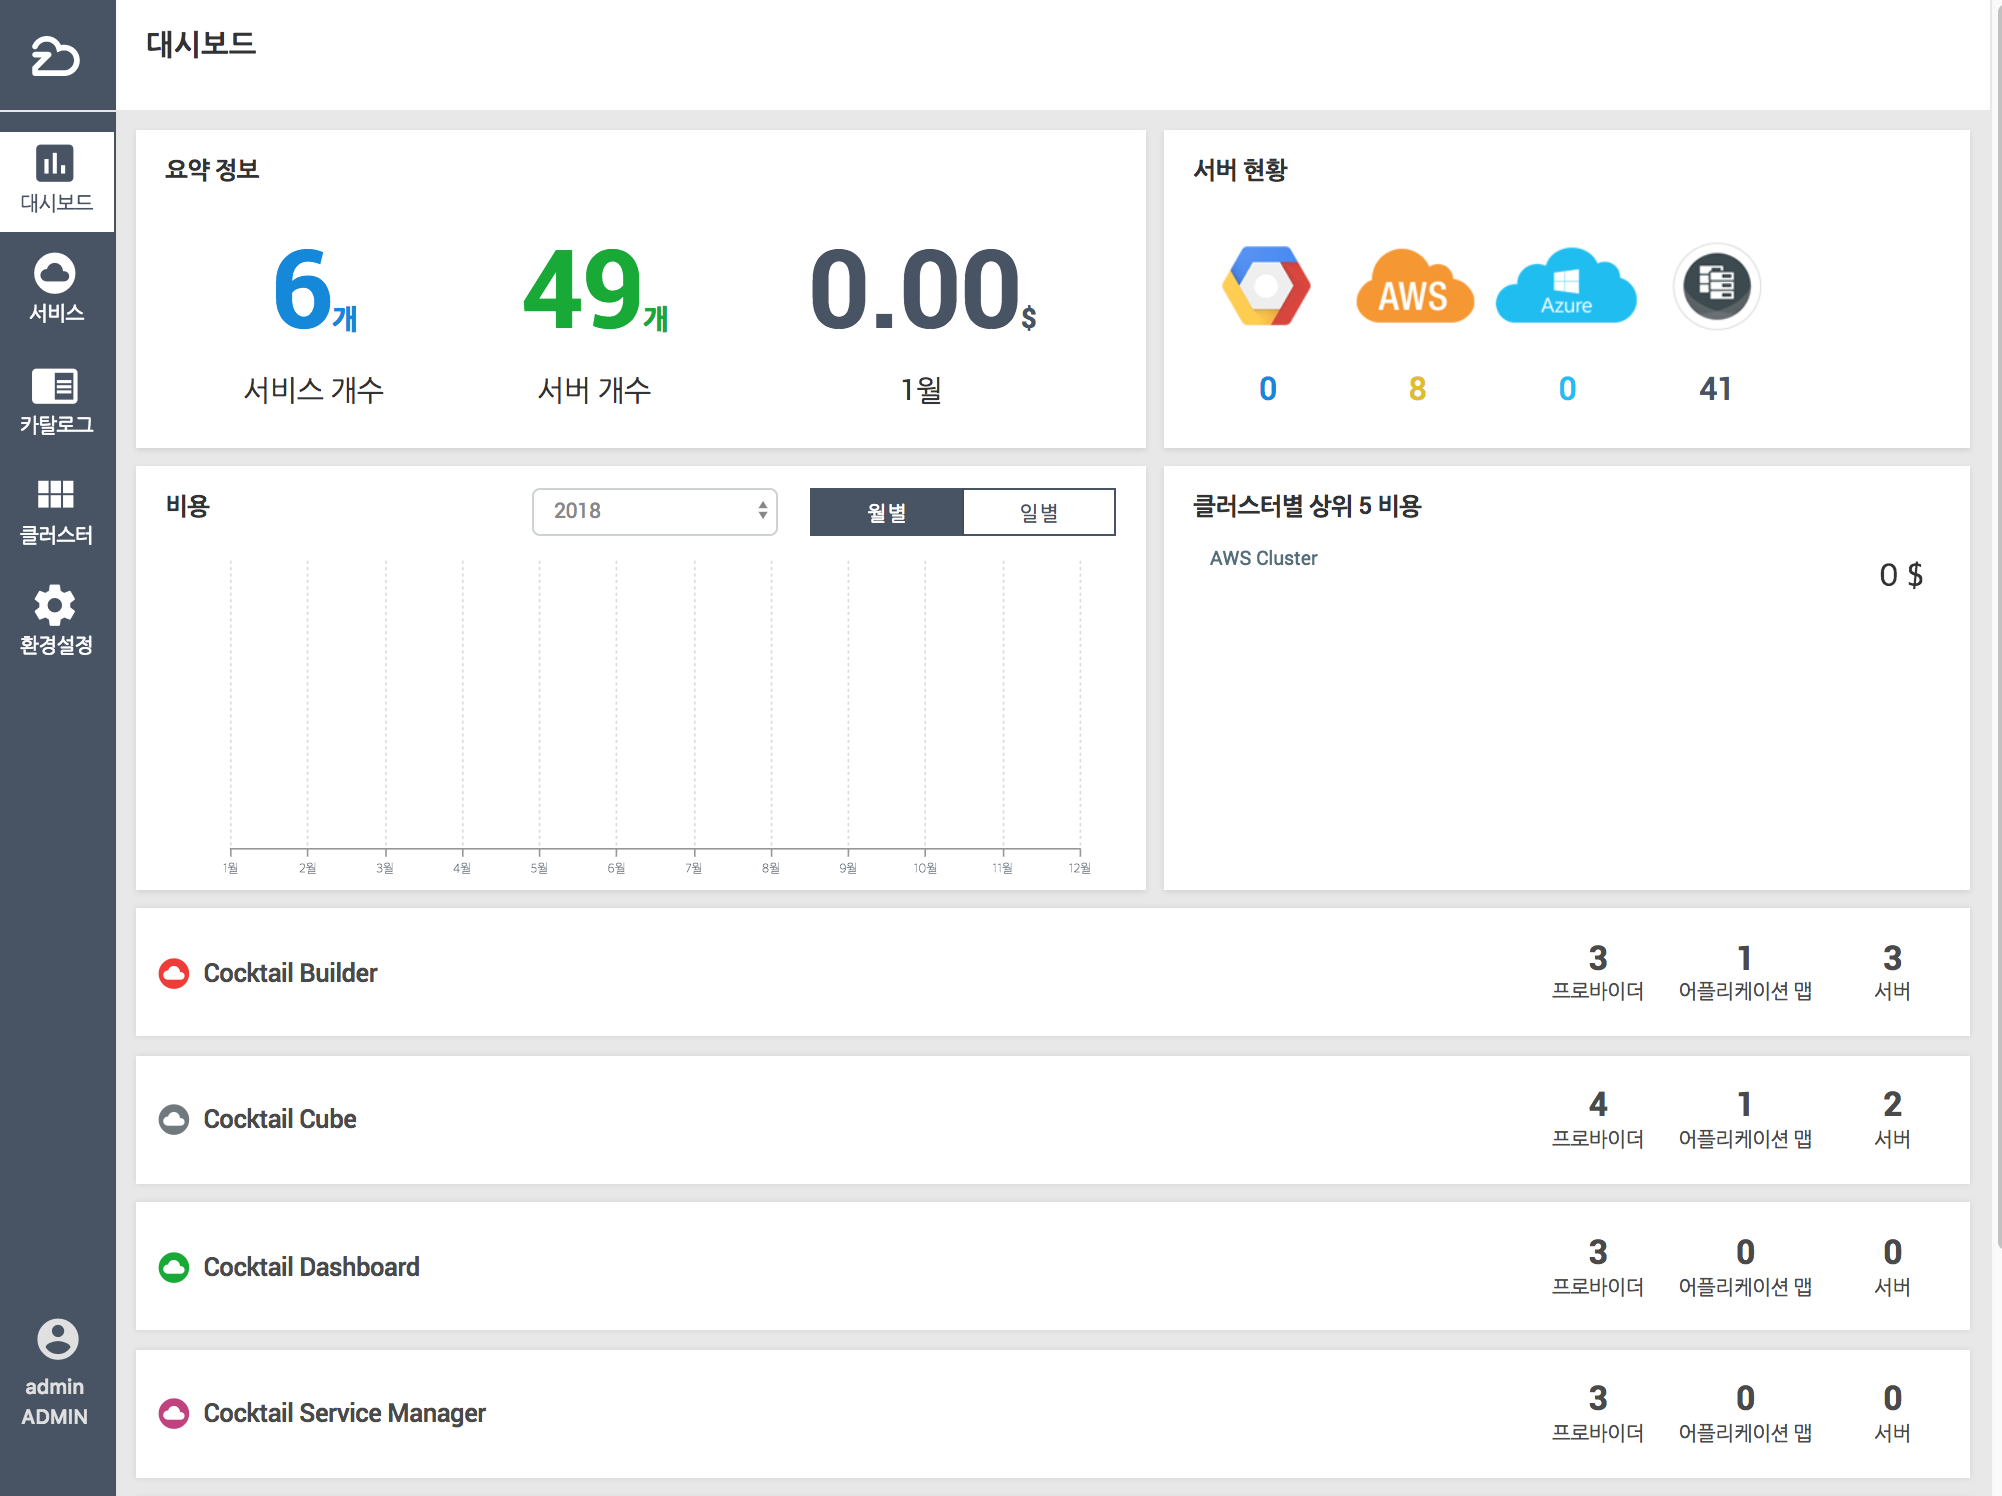 대시보드
대시보드
서비스
카탈로그
클러스터
환경설정
admin
ADMIN
요약 정보
6개
49개
0.00$
서비스 개수
서버 개수
1월
서버 현황
AWS
Azure
0
8
0
41
비용
2018
월별
일별
1월 2월 3월 4월 5월 6월 7월 8월 9월 10월 11월 12월
클러스터별 상위 5 비용
AWS Cluster
0 $
Cocktail Builder
3 1 3
프로바이더 어플리케이션 맵 서버
Cocktail Cube
4 1 2
프로바이더 어플리케이션 맵 서버
Cocktail Dashboard
3 0 0
프로바이더 어플리케이션 맵 서버
Cocktail Service Manager
3 0 0
프로바이더 어플리케이션 맵 서버